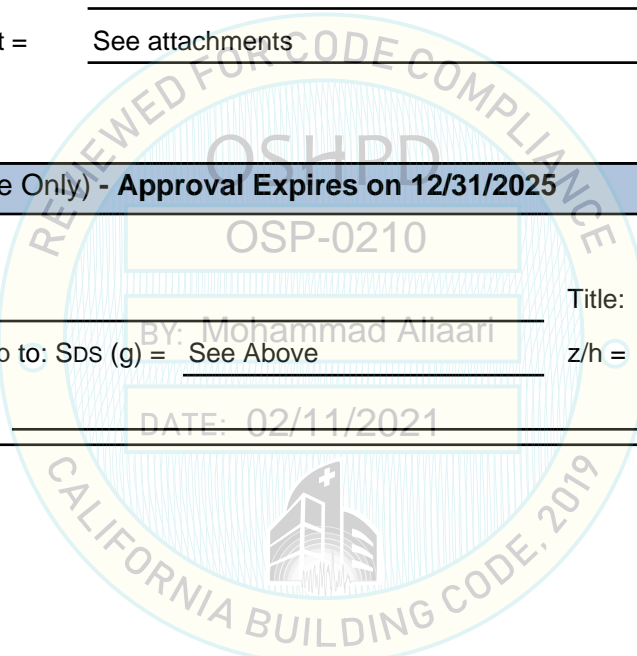 t = See attachments
REVIEWED FOR CODE COMPLIANCE
OSHPD
e Only) - Approval Expires on 12/31/2025
OSP-0210
Title:
BY: Mohammad Aliaari
to: SDS (g) = See Above z/h =
DATE: 02/11/2021
CALIFORNIA BUILDING CODE, 2019